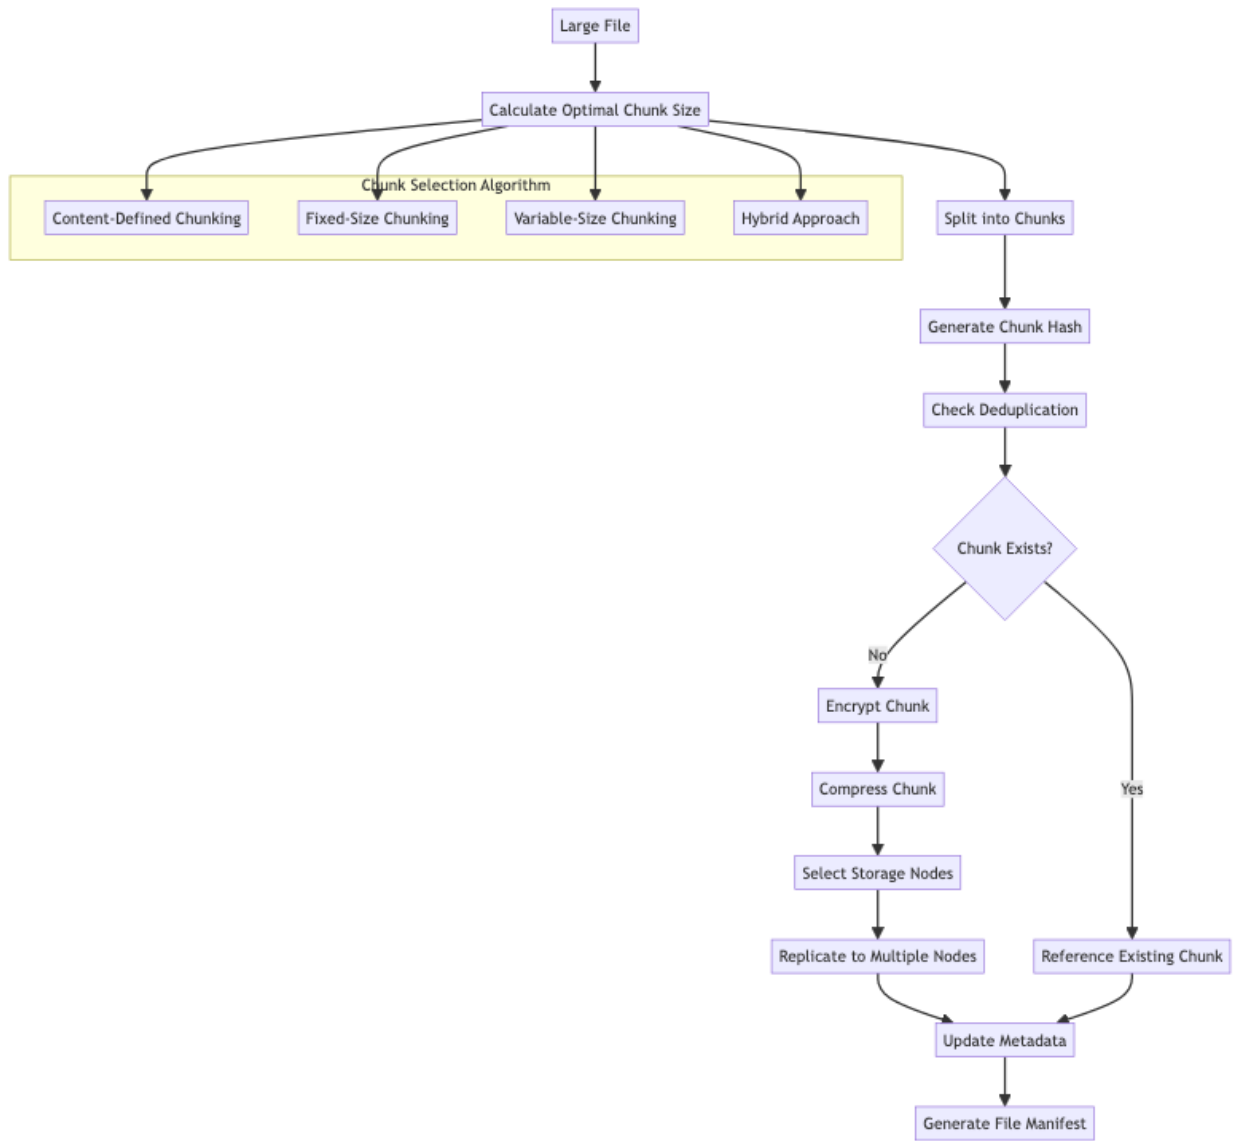 Large File
Calculate Optimal Chunk Size
Chunk Selection Algorithm
Content-Defined Chunking
Fixed-Size Chunking
Variable-Size Chunking
Hybrid Approach
Split into Chunks
Generate Chunk Hash
Check Deduplication
Chunk Exists?
No
Encrypt Chunk
Compress Chunk
Yes
Select Storage Nodes
Replicate to Multiple Nodes
Reference Existing Chunk
Update Metadata
Generate File Manifest